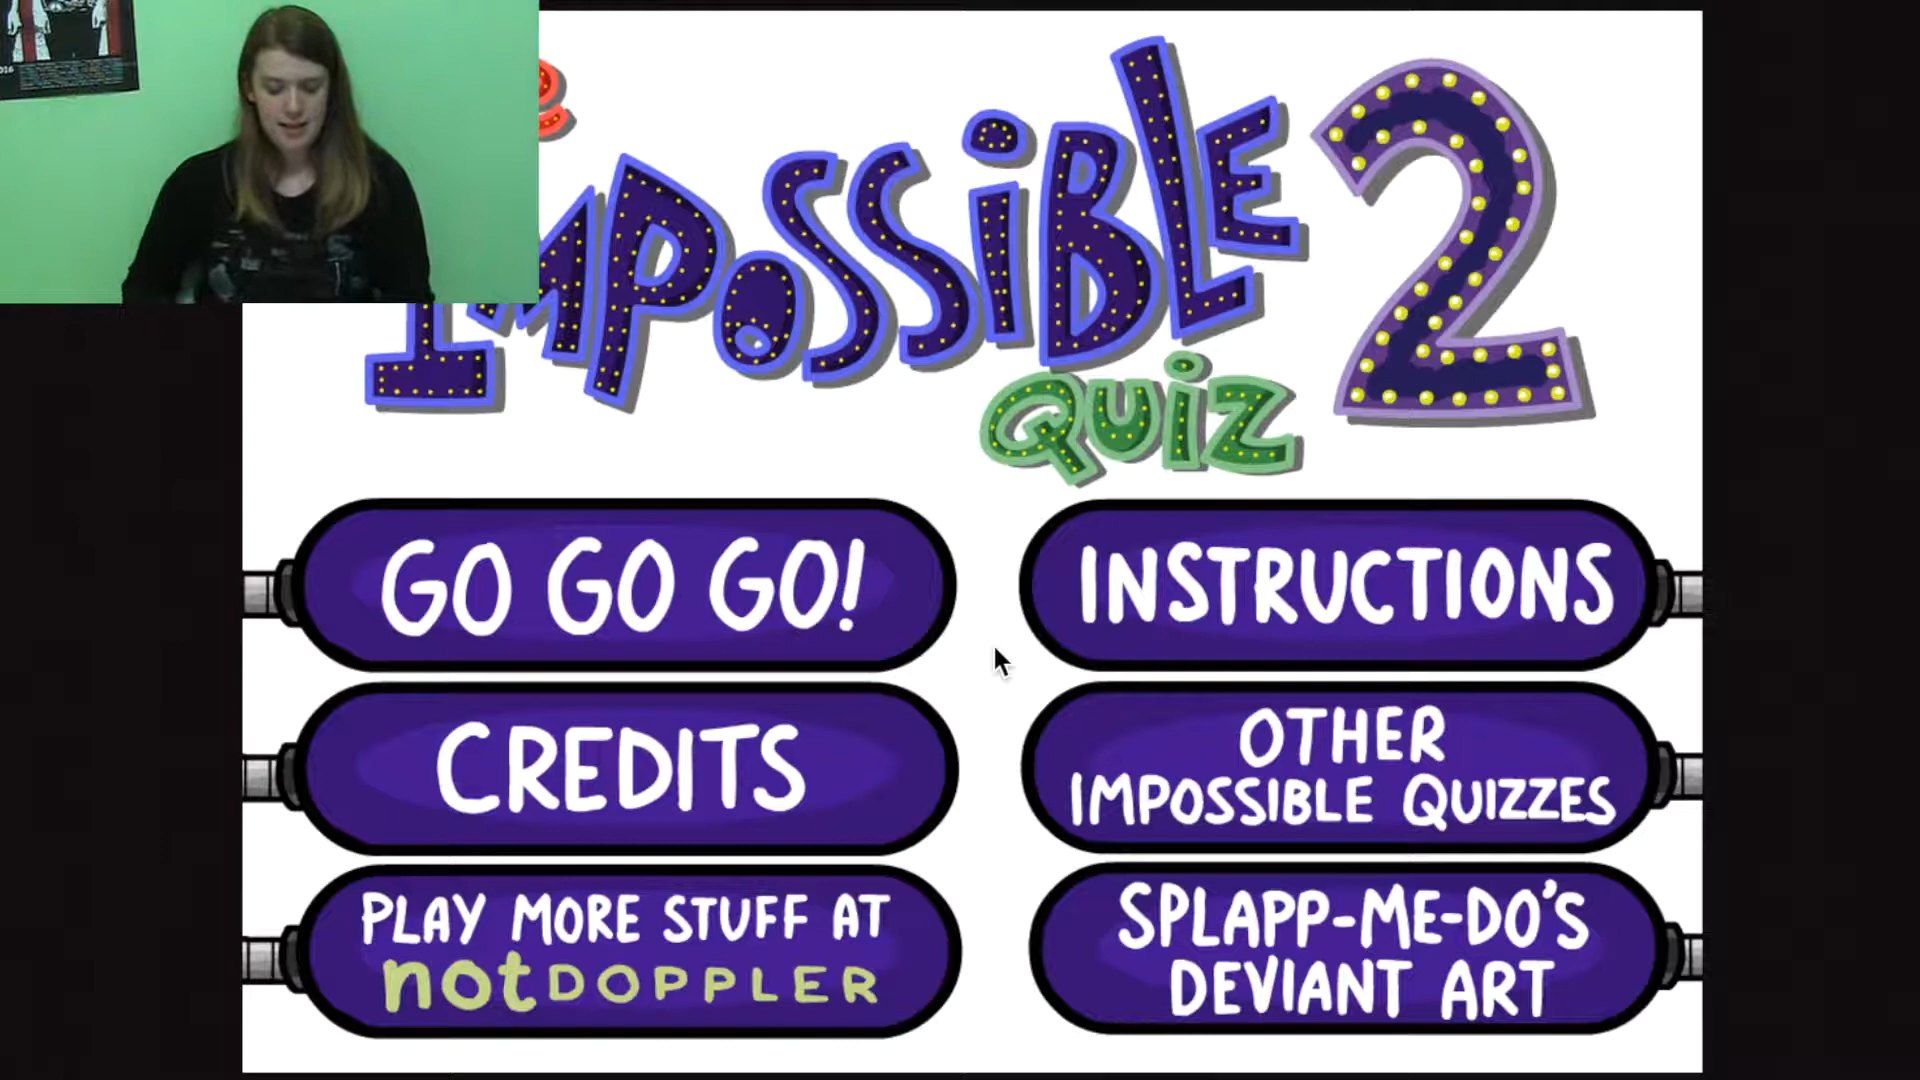 016
IMPOSSIBLE 2
QUIZ
GO GO GO!
INSTRUCTIONS
CREDITS
OTHER
IMPOSSIBLE QUIZZES
PLAY MORE STUFF AT
notDOPPLER
SPLAPP-ME-DO'S
DEVIANT ART